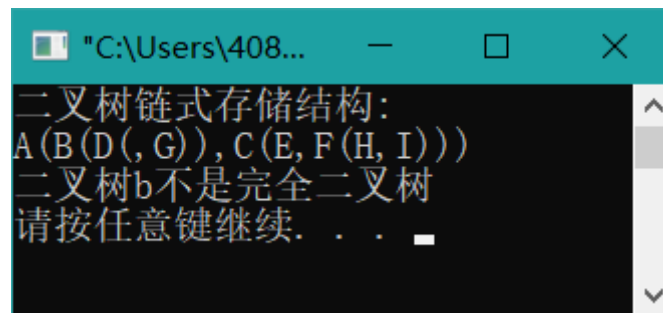 "C:\Users\408...
二叉树链式存储结构:
A(B(D(,G)),C(E,F(H,I)))
二叉树b不是完全二叉树
请按任意键继续. . .